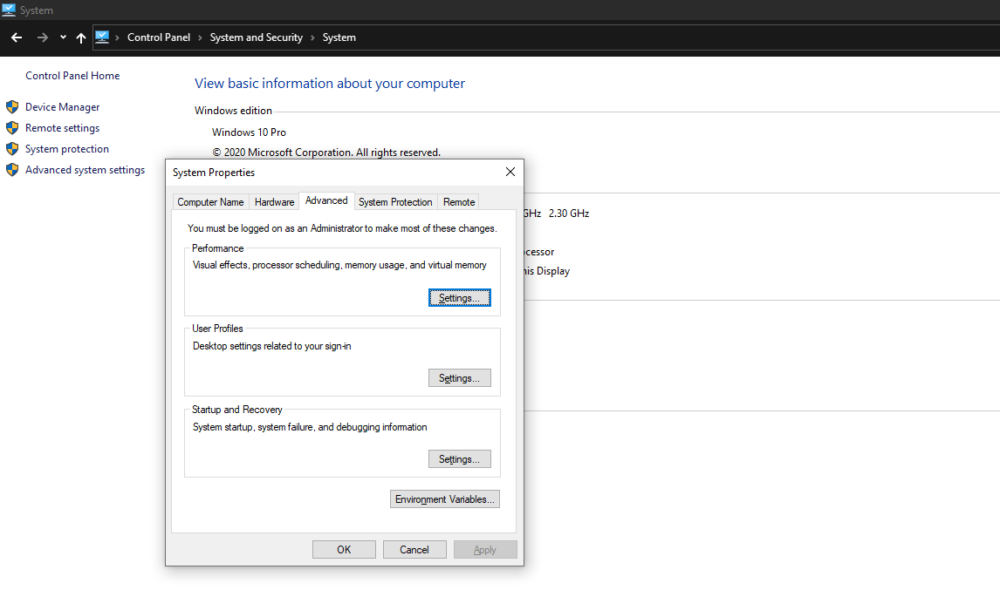 System
Control Panel › System and Security › System
Control Panel Home
Device Manager
Remote settings
System protection
Advanced system settings
View basic information about your computer
Windows edition
Windows 10 Pro
© 2020 Microsoft Corporation. All rights reserved.
GHz 2.30 GHz
Display
System Properties
Computer Name Hardware Advanced System Protection Remote
You must be logged on as an Administrator to make most of these changes.
Performance
Visual effects, processor scheduling, memory usage, and virtual memory
Settings...
User Profiles
Desktop settings related to your sign-in
Settings...
Startup and Recovery
System startup, system failure, and debugging information
Settings...
Environment Variables...
OK Cancel Apply